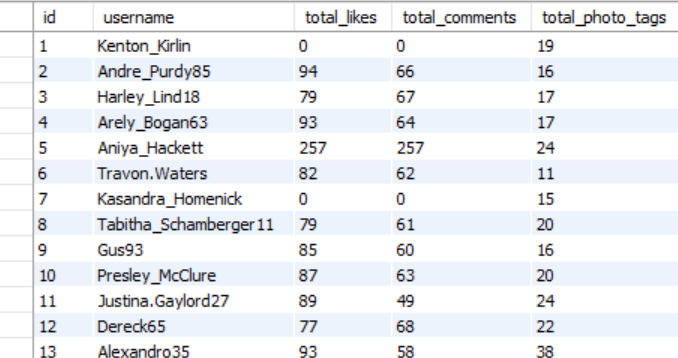 id username total_likes total_comments total_photo_tags
1 Kenton_Kirlin 0 0 19
2 Andre_Purdy85 94 66 16
3 Harley_Lind18 79 67 17
4 Arely_Bogan63 93 64 17
5 Aniya_Hackett 257 257 24
6 Travon.Waters 82 62 11
7 Kasandra_Homenick 0 0 15
8 Tabitha_Schamberger11 79 61 20
9 Gus93 85 60 16
10 Presley_McClure 87 63 20
11 Justina.Gaylord27 89 49 24
12 Dereck65 77 68 22
13 Alexandro35 93 58 38